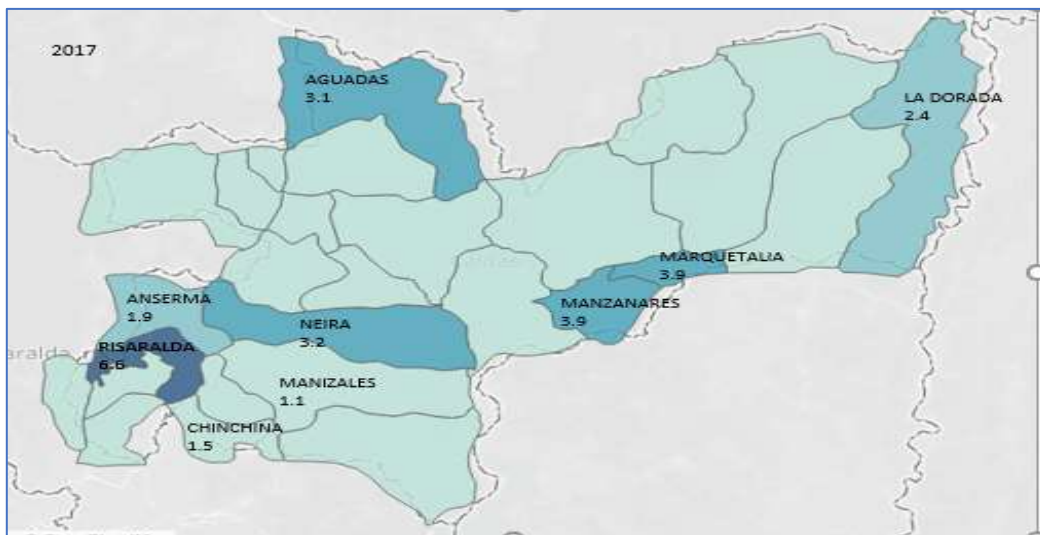 2017
AGUADAS
3.1
LA DORADA
2.4
MARQUETALIA
3.9
MANZANARES
3.9
ANSERMA
1.9
NEIRA
3.2
RISARALDA
6.6
MANIZALES
1.1
CHINCHINA
1.5